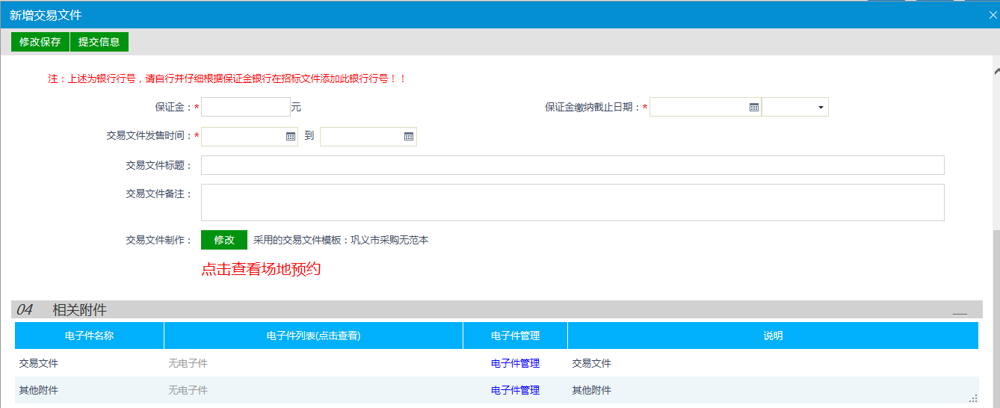 新增交易文件
修改保存 提交信息
注：上述为银行行号，请自行并仔细根据保证金银行在招标文件添加此银行行号！！
保证金：* 元 保证金缴纳截止日期：*
交易文件发售时间：* 到
交易文件标题：
交易文件备注：
交易文件制作： 修改 采用的交易文件模板：巩义市采购无范本
点击查看场地预约
04 相关附件
电子件名称 电子件列表(点击查看) 电子件管理 说明
交易文件 无电子件 电子件管理 交易文件
其他附件 无电子件 电子件管理 其他附件